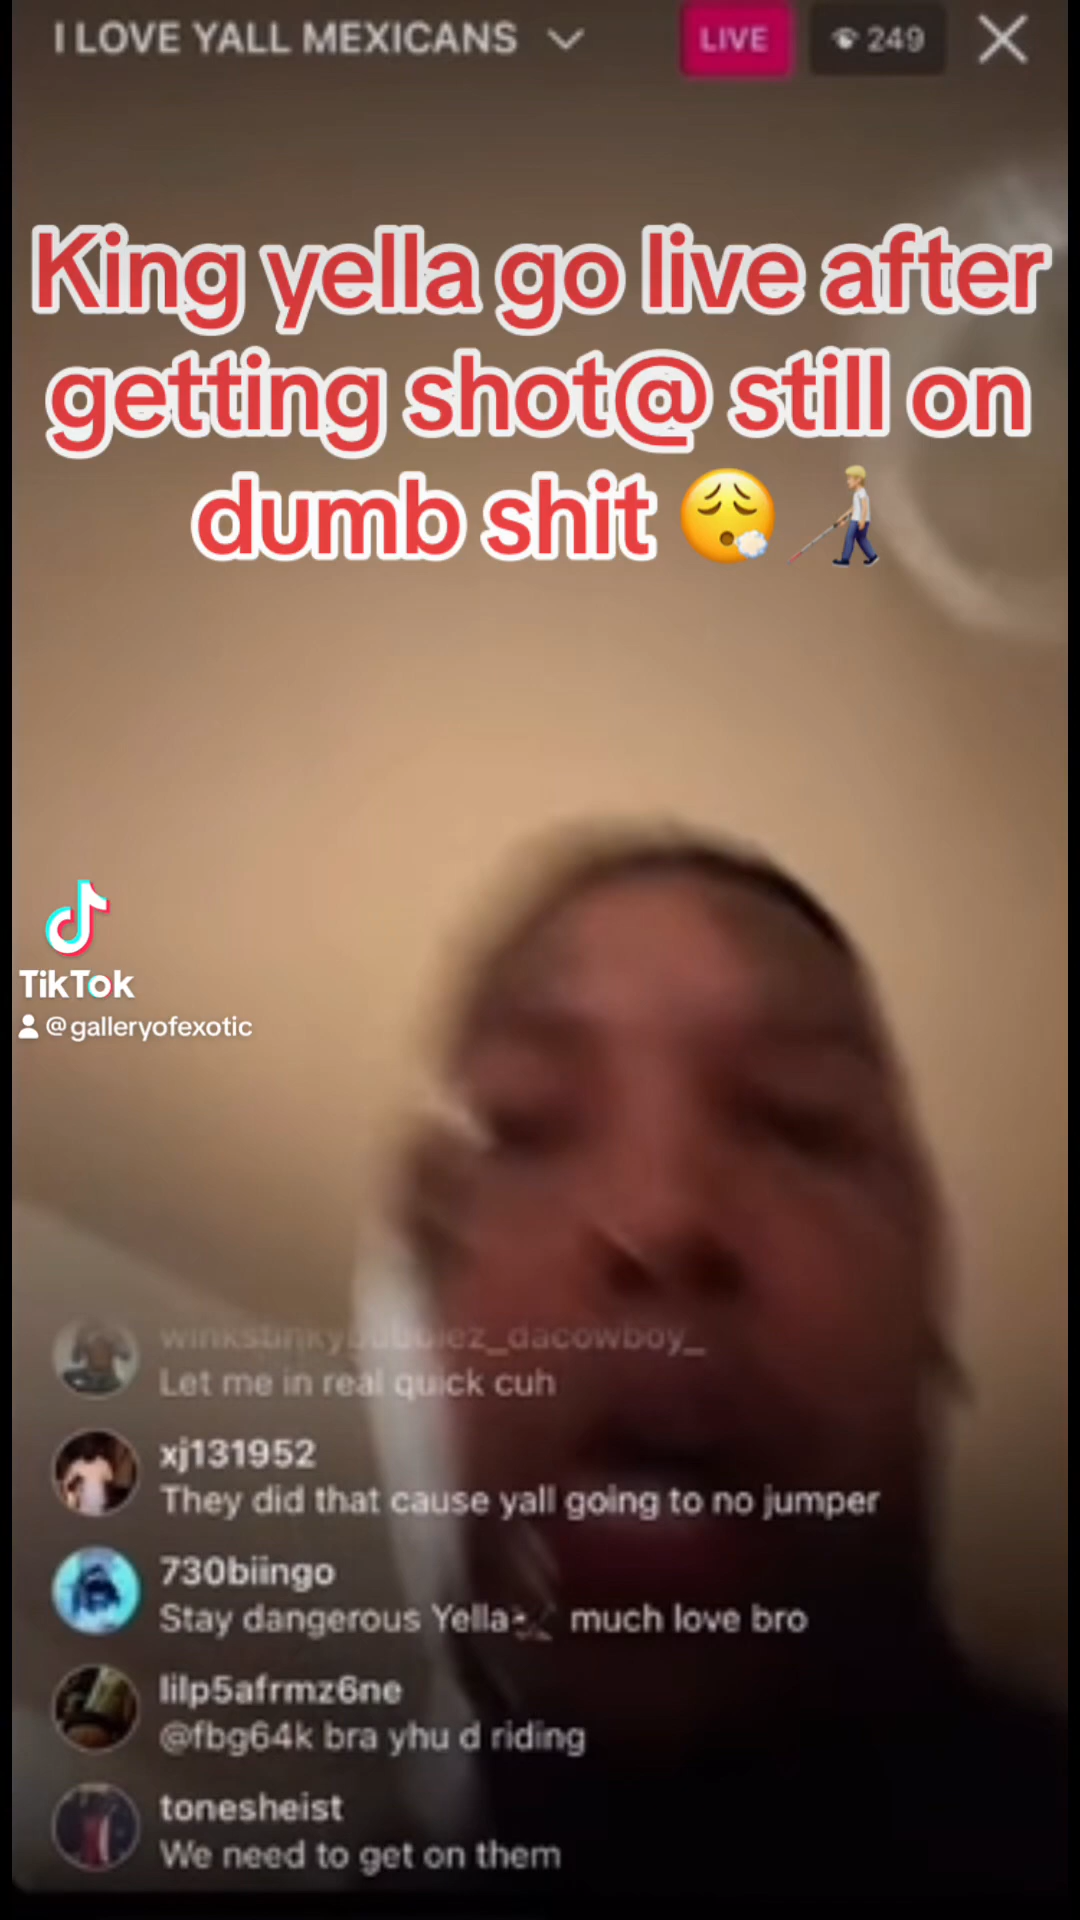 I LOVE YALL MEXICANS
LIVE
249
King yella go live after
getting shot@ still on
dumb shit 😮‍💨 👨🏼‍🦯
TikTok
@galleryofexotic
Let me in real quick cuh
xj131952
They did that cause yall going to no jumper
730biingo
Stay dangerous Yella much love bro
lilp5afrmz6ne
@fbg64k bra yhu d riding
tonesheist
We need to get on them